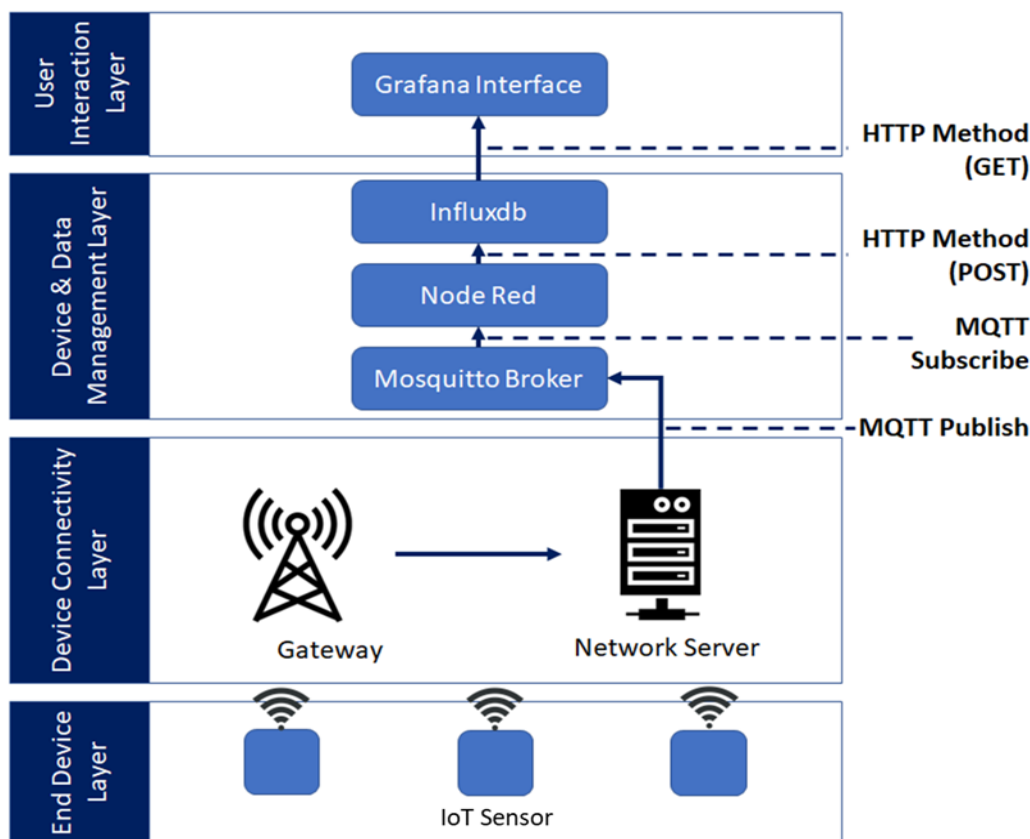 User
Interaction
Layer
Grafana Interface
HTTP Method
(GET)
Device & Data
Management Layer
Influxdb
HTTP Method
(POST)
Node Red
MQTT
Subscribe
Mosquitto Broker
MQTT Publish
Device Connectivity
Layer
Gateway
Network Server
End Device
Layer
IoT Sensor